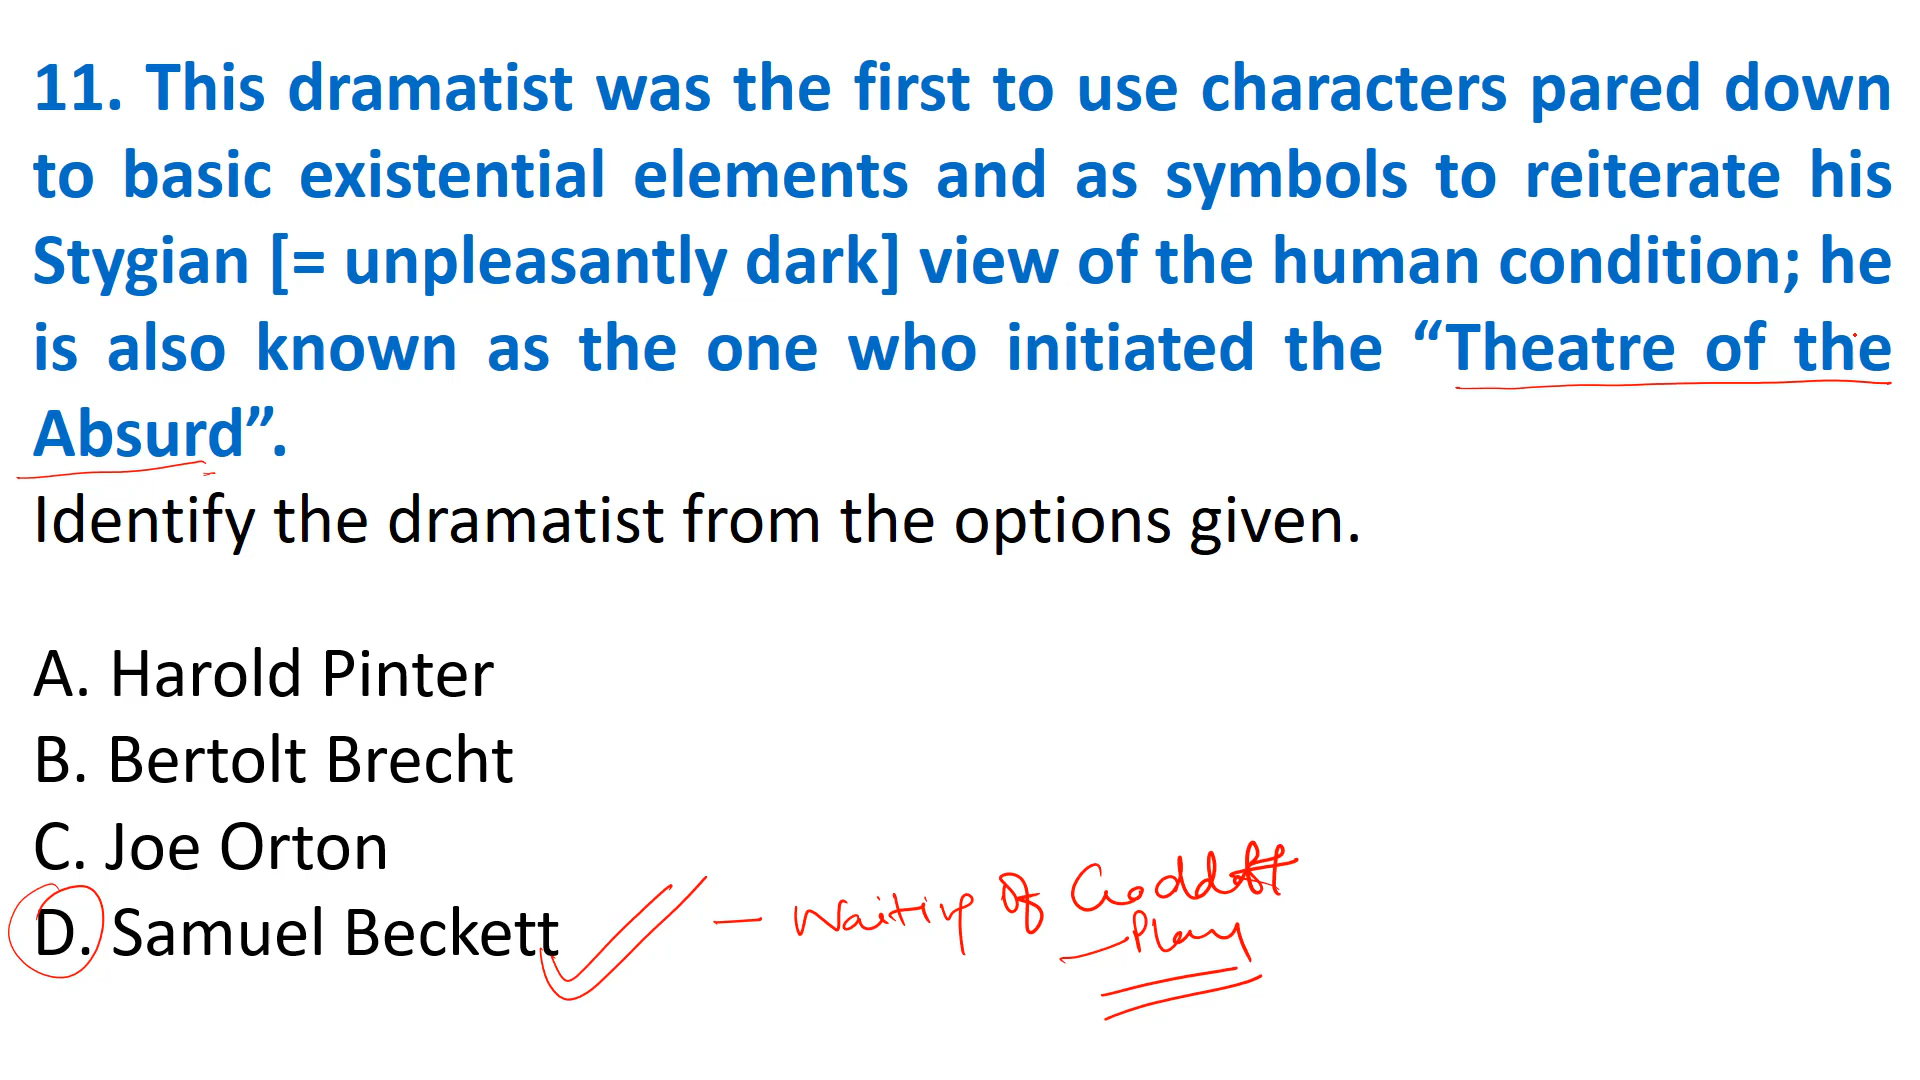 11. This dramatist was the first to use characters pared down
to basic existential elements and as symbols to reiterate his
Stygian [= unpleasantly dark] view of the human condition; he
is also known as the one who initiated the “Theatre of the
Absurd”.
Identify the dramatist from the options given.
A. Harold Pinter
B. Bertolt Brecht
C. Joe Orton
D. Samuel Beckett
– Waiting of
– Play